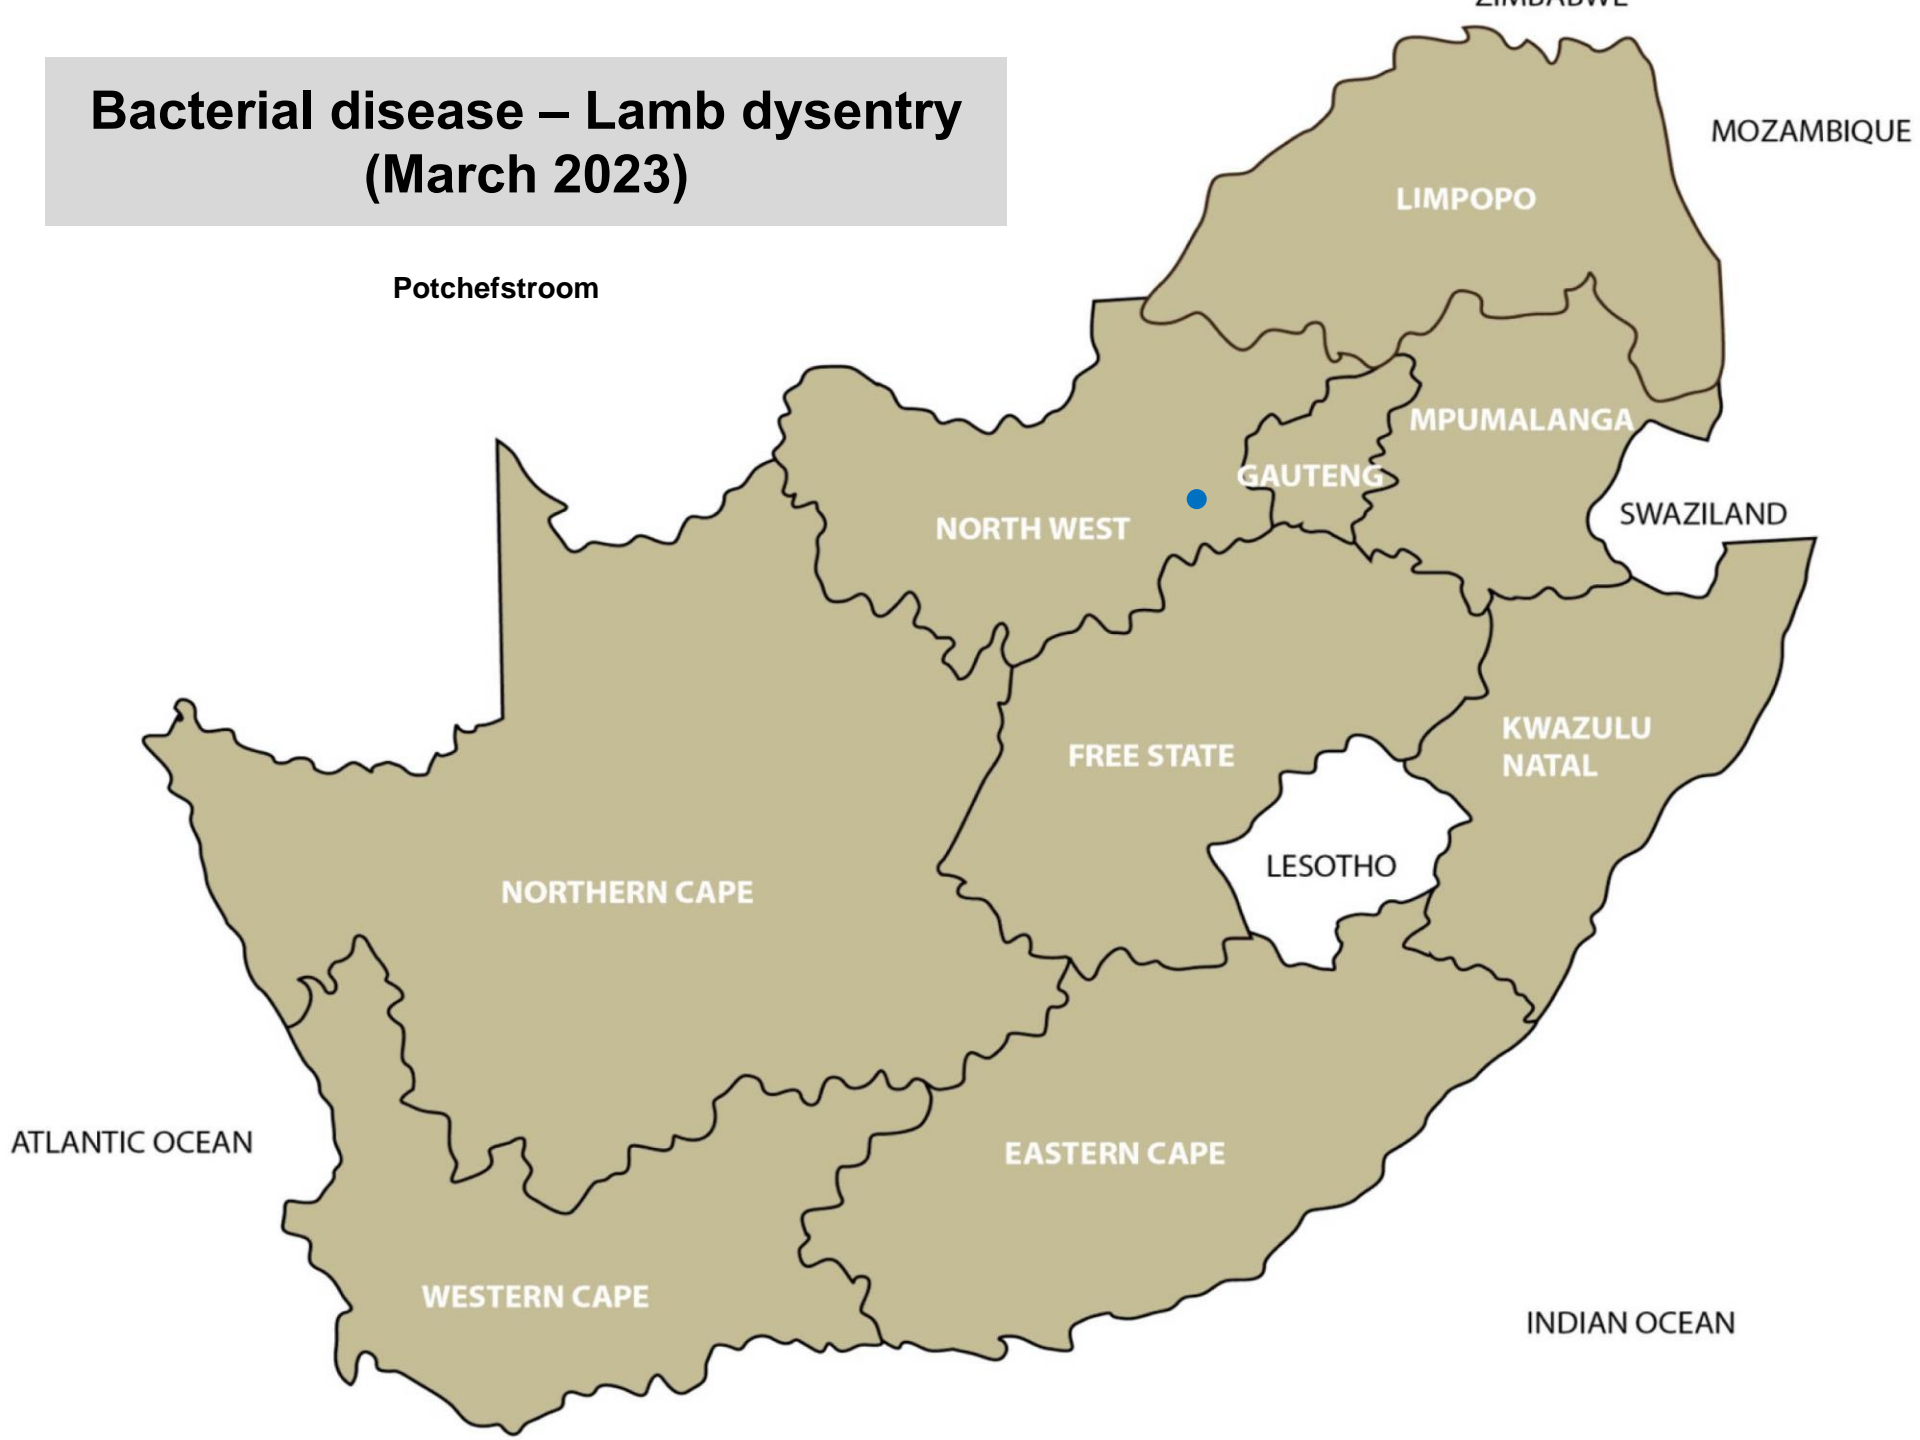 ZIMBABWE
Bacterial disease – Lamb dysentry
(March 2023)
MOZAMBIQUE
LIMPOPO
Potchefstroom
MPUMALANGA
GAUTENG
SWAZILAND
NORTH WEST
KWAZULU
NATAL
FREE STATE
LESOTHO
NORTHERN CAPE
ATLANTIC OCEAN
EASTERN CAPE
WESTERN CAPE
INDIAN OCEAN